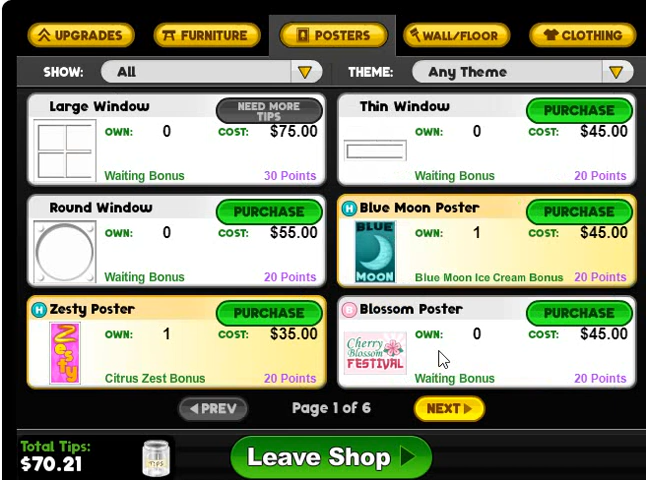 UPGRADES FURNITURE POSTERS WALL/FLOOR CLOTHING
SHOW: All THEME: Any Theme
Large Window NEED MORE TIPS
OWN: 0 COST: $75.00
Waiting Bonus 30 Points
Thin Window PURCHASE
OWN: 0 COST: $45.00
Waiting Bonus 20 Points
Round Window PURCHASE
OWN: 0 COST: $55.00
Waiting Bonus 20 Points
H Blue Moon Poster PURCHASE
BLUE MOON
OWN: 1 COST: $45.00
Blue Moon Ice Cream Bonus 20 Points
H Zesty Poster PURCHASE
Zesty
OWN: 1 COST: $35.00
Citrus Zest Bonus 20 Points
Blossom Poster PURCHASE
Cherry Blossom FESTIVAL
OWN: 0 COST: $45.00
Waiting Bonus 20 Points
PREV Page 1 of 6 NEXT
Total Tips:
$70.21
TIPS
Leave Shop